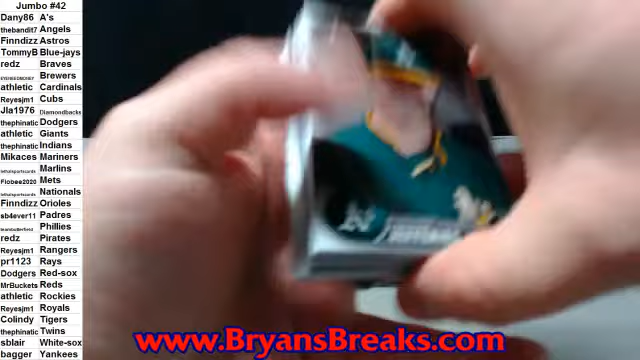 Jumbo #42
Dany86 A's
thebandit7 Angels
Finndizz Astros
TommyB Blue-jays
redz Braves
Brewers
athletic Cardinals
Reyesjm1 Cubs
Jla1976 Diamondbacks
thephinatic Dodgers
athletic Giants
thephinatic Indians
Mikaces Mariners
lethalsportscards Marlins
Flobee2020 Mets
lethalsportscards Nationals
Finndizz Orioles
sb4ever11 Padres
Phillies
redz Pirates
Reyesjm1 Rangers
pr1123 Rays
Dodgers Red-sox
MrBuckets Reds
athletic Rockies
Reyesjm1 Royals
Colindy Tigers
thephinatic Twins
sblair White-sox
bagger Yankees
www.BryansBreaks.com